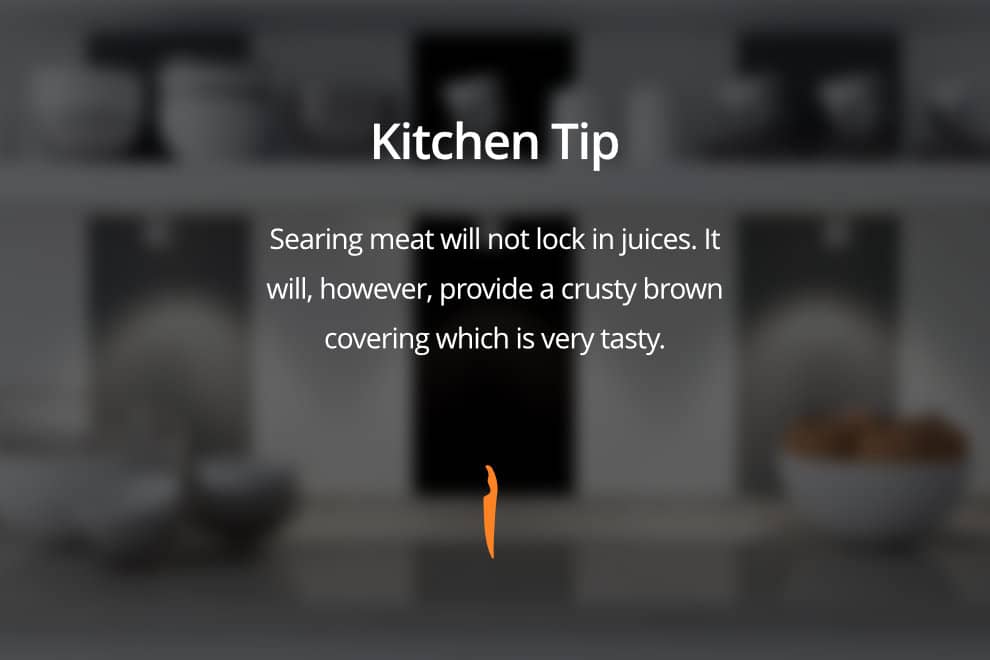 Kitchen Tip
Searing meat will not lock in juices. It
will, however, provide a crusty brown
covering which is very tasty.